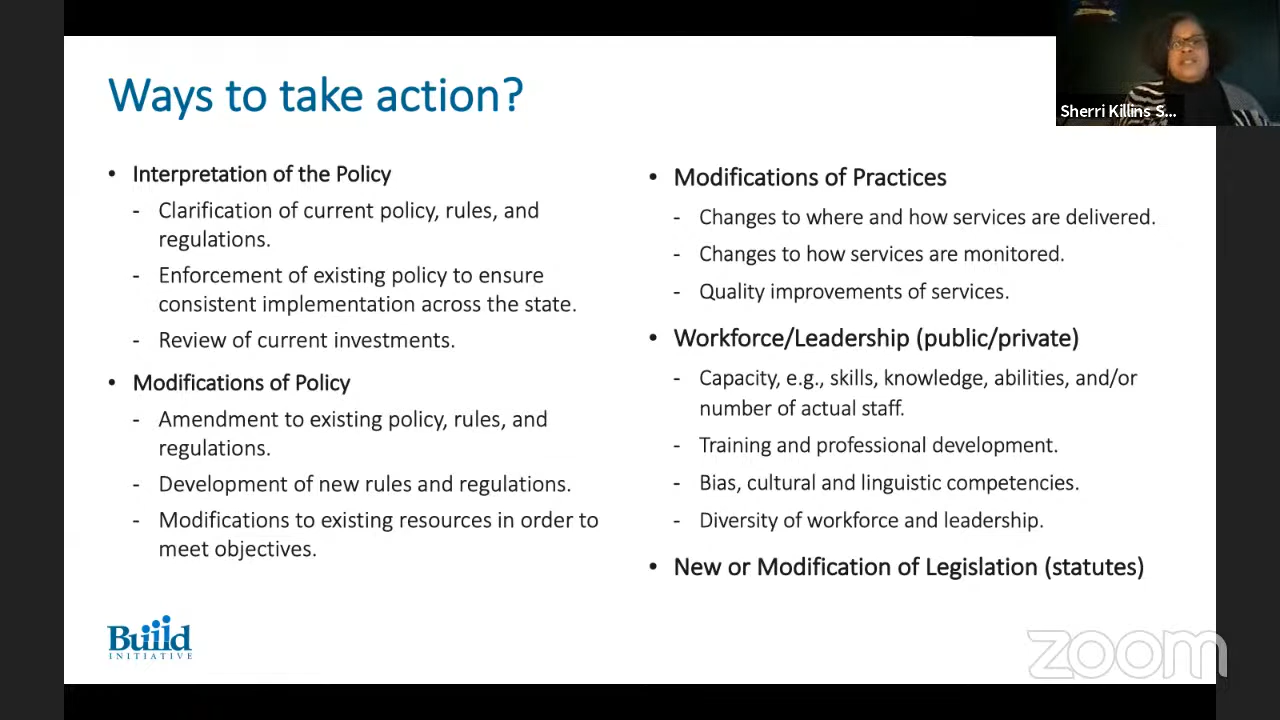 Ways to take action?
• Interpretation of the Policy
- Clarification of current policy, rules, and
regulations.
- Enforcement of existing policy to ensure
consistent implementation across the state.
- Review of current investments.
• Modifications of Policy
- Amendment to existing policy, rules, and
regulations.
- Development of new rules and regulations.
- Modifications to existing resources in order to
meet objectives.
• Modifications of Practices
- Changes to where and how services are delivered.
- Changes to how services are monitored.
- Quality improvements of services.
• Workforce/Leadership (public/private)
- Capacity, e.g., skills, knowledge, abilities, and/or
number of actual staff.
- Training and professional development.
- Bias, cultural and linguistic competencies.
- Diversity of workforce and leadership.
• New or Modification of Legislation (statutes)
Sherri Killins S...
Build
INITIATIVE
zoom